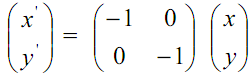 (x' y') = (-1 0 0 -1) (x y)